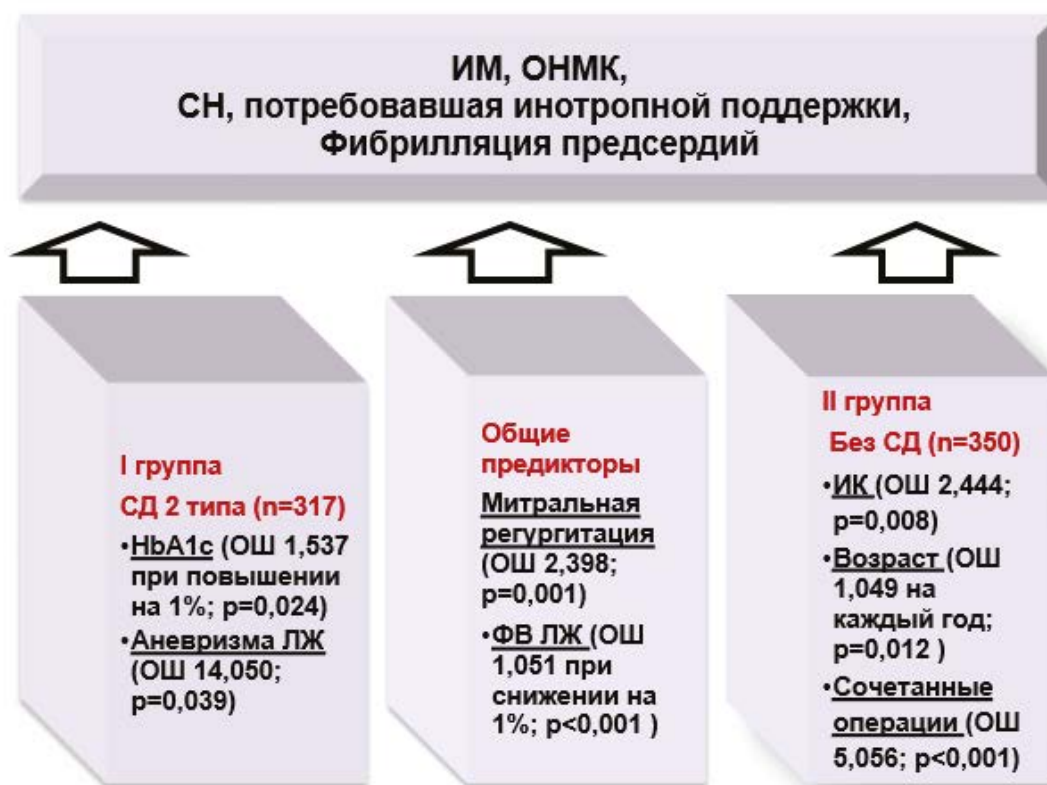 ИМ, ОНМК,
СН, потребовавшая инотропной поддержки,
Фибрилляция предсердий
I группа
СД 2 типа (n=317)
•HbA1c (ОШ 1,537
при повышении
на 1%; p=0,024)
•Аневризма ЛЖ
(ОШ 14,050;
p=0,039)
Общие
предикторы
Митральная
регургитация
(ОШ 2,398;
p=0,001)
•ФВ ЛЖ (ОШ
1,051 при
снижении на
1%; p<0,001 )
II группа
Без СД (n=350)
•ИК (ОШ 2,444;
p=0,008)
•Возраст (ОШ
1,049 на
каждый год;
p=0,012 )
•Сочетанные
операции (ОШ
5,056; p<0,001)